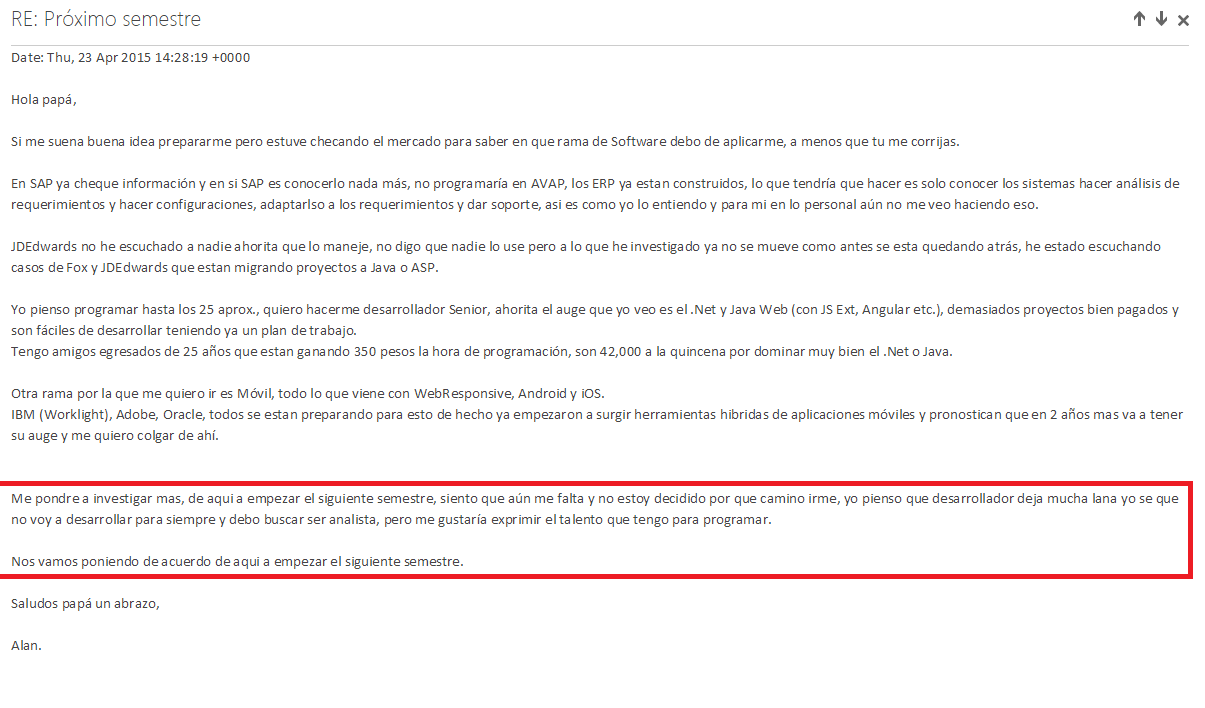 RE: Próximo semestre
Date: Thu, 23 Apr 2015 14:28:19 +0000
Hola papá,
Si me suena buena idea prepararme pero estuve checando el mercado para saber en que rama de Software debo de aplicarme, a menos que tu me corrijas.
En SAP ya cheque información y en si SAP es conocerlo nada más, no programaría en AVAP, los ERP ya estan construidos, lo que tendría que hacer es solo conocer los sistemas hacer análisis de
requerimientos y hacer configuraciones, adaptarlso a los requerimientos y dar soporte, asi es como yo lo entiendo y para mi en lo personal aún no me veo haciendo eso.
JDEdwards no he escuchado a nadie ahorita que lo maneje, no digo que nadie lo use pero a lo que he investigado ya no se mueve como antes se esta quedando atrás, he estado escuchando
casos de Fox y JDEdwards que estan migrando proyectos a Java o ASP.
Yo pienso programar hasta los 25 aprox., quiero hacerme desarrollador Senior, ahorita el auge que yo veo es el .Net y Java Web (con JS Ext, Angular etc.), demasiados proyectos bien pagados y
son fáciles de desarrollar teniendo ya un plan de trabajo.
Tengo amigos egresados de 25 años que estan ganando 350 pesos la hora de programación, son 42,000 a la quincena por dominar muy bien el .Net o Java.
Otra rama por la que me quiero ir es Móvil, todo lo que viene con WebResponsive, Android y iOS.
IBM (Worklight), Adobe, Oracle, todos se estan preparando para esto de hecho ya empezaron a surgir herramientas hibridas de aplicaciones móviles y pronostican que en 2 años mas va a tener
su auge y me quiero colgar de ahí.
Me pondre a investigar mas, de aqui a empezar el siguiente semestre, siento que aún me falta y no estoy decidido por que camino irme, yo pienso que desarrollador deja mucha lana yo se que
no voy a desarrollar para siempre y debo buscar ser analista, pero me gustaría exprimir el talento que tengo para programar.
Nos vamos poniendo de acuerdo de aqui a empezar el siguiente semestre.
Saludos papá un abrazo,
Alan.